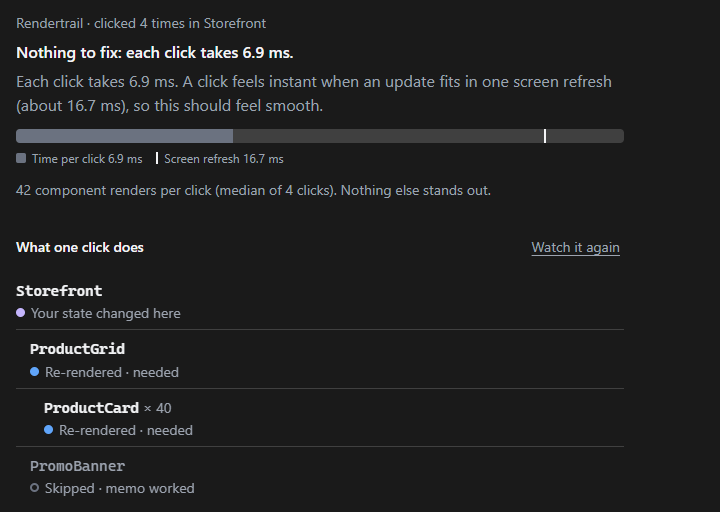 Rendertrail · clicked 4 times in Storefront
Nothing to fix: each click takes 6.9 ms.
Each click takes 6.9 ms. A click feels instant when an update fits in one screen refresh
(about 16.7 ms), so this should feel smooth.
Time per click 6.9 ms Screen refresh 16.7 ms
42 component renders per click (median of 4 clicks). Nothing else stands out.
What one click does Watch it again
Storefront
Your state changed here
ProductGrid
Re-rendered · needed
ProductCard × 40
Re-rendered · needed
PromoBanner
Skipped · memo worked